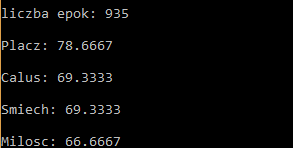 liczba epok: 935
Placz: 78.6667
Calus: 69.3333
Smiech: 69.3333
Milosc: 66.6667